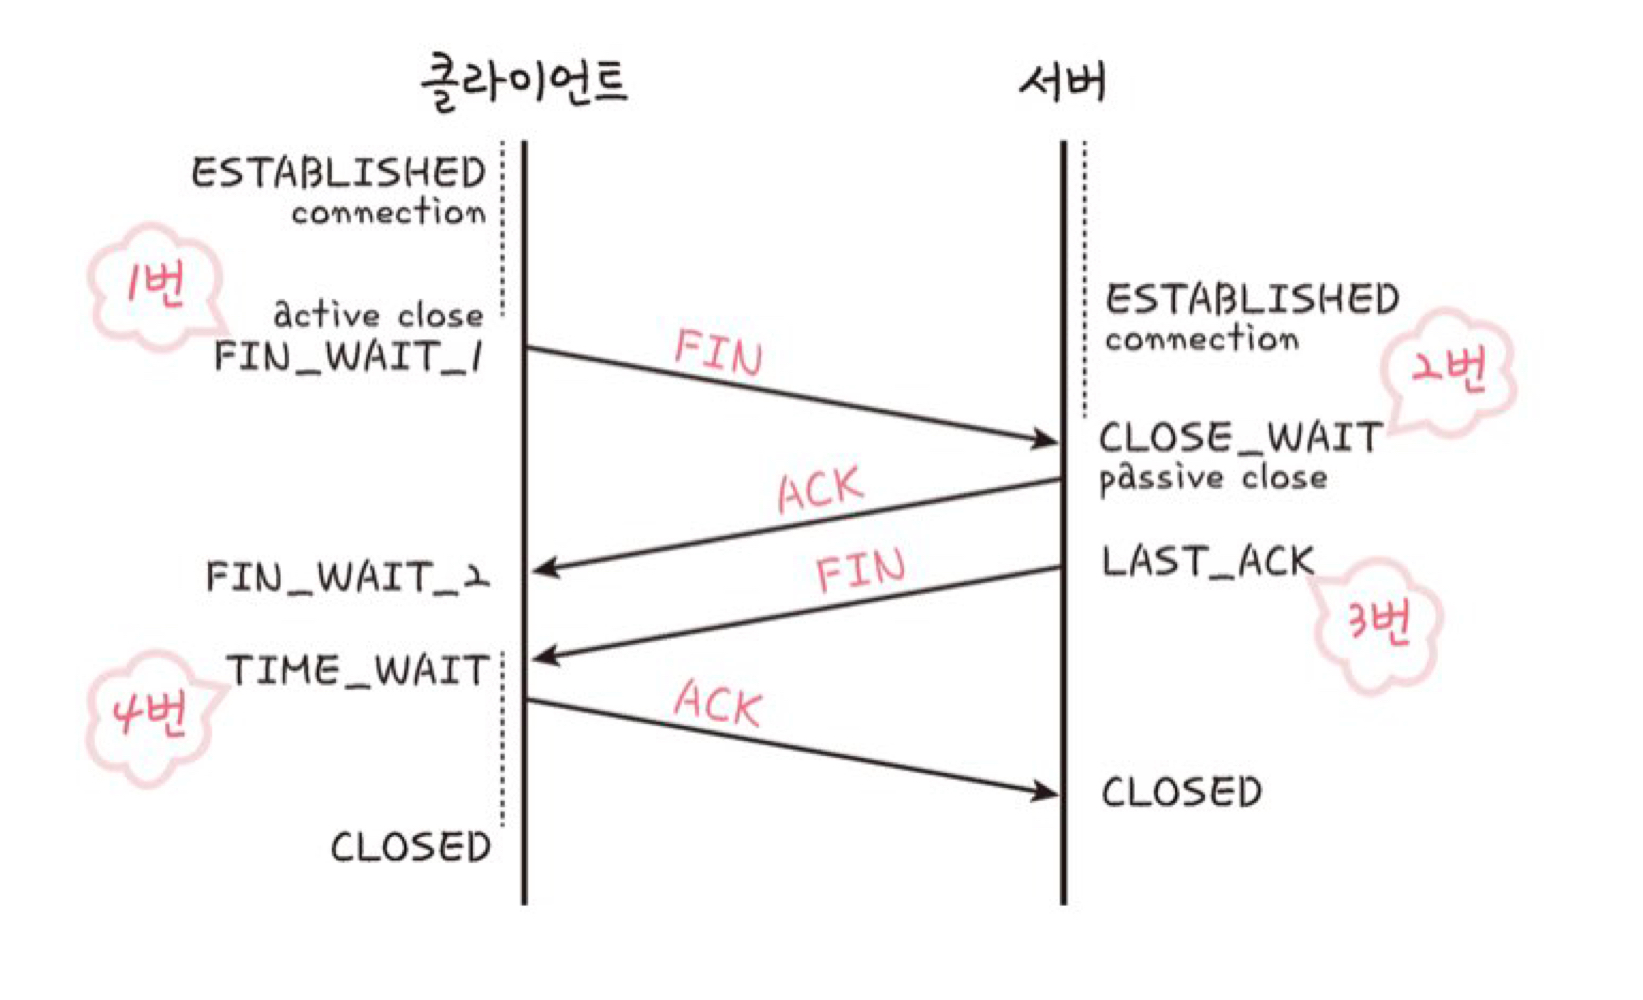 클라이언트
서버
ESTABLISHED
connection
1번
active close
FIN_WAIT_1
FIN
ESTABLISHED
connection
2번
CLOSE_WAIT
passive close
ACK
FIN_WAIT_2
FIN
LAST_ACK
3번
TIME_WAIT
4번
ACK
CLOSED
CLOSED